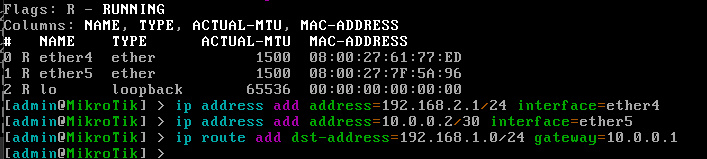 Flags: R - RUNNING
Columns: NAME, TYPE, ACTUAL-MTU, MAC-ADDRESS
#   NAME    TYPE      ACTUAL-MTU  MAC-ADDRESS
0 R ether4  ether           1500  08:00:27:61:77:ED
1 R ether5  ether           1500  08:00:27:7F:5A:96
2 R lo      loopback       65536  00:00:00:00:00:00
[admin@MikroTik] > ip address add address=192.168.2.1/24 interface=ether4
[admin@MikroTik] > ip address add address=10.0.0.2/30 interface=ether5
[admin@MikroTik] > ip route add dst-address=192.168.1.0/24 gateway=10.0.0.1
[admin@MikroTik] >